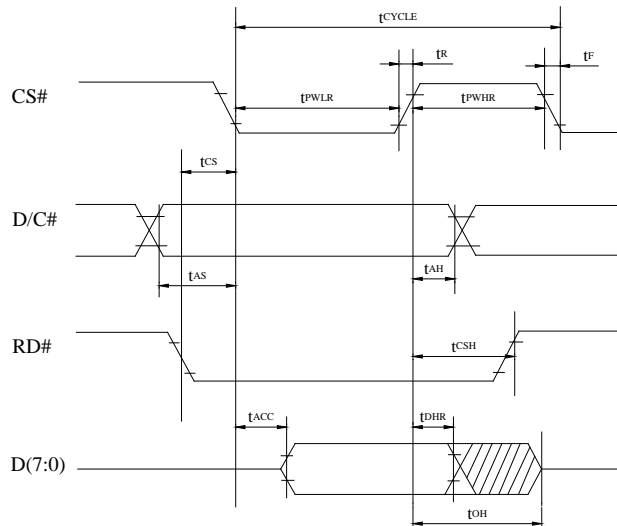 tCYCLE
tR
tF
CS#
tPWLR
tPWHR
tCS
D/C#
tAS
tAH
RD#
tCSH
tACC
tDHR
D(7:0)
tOH